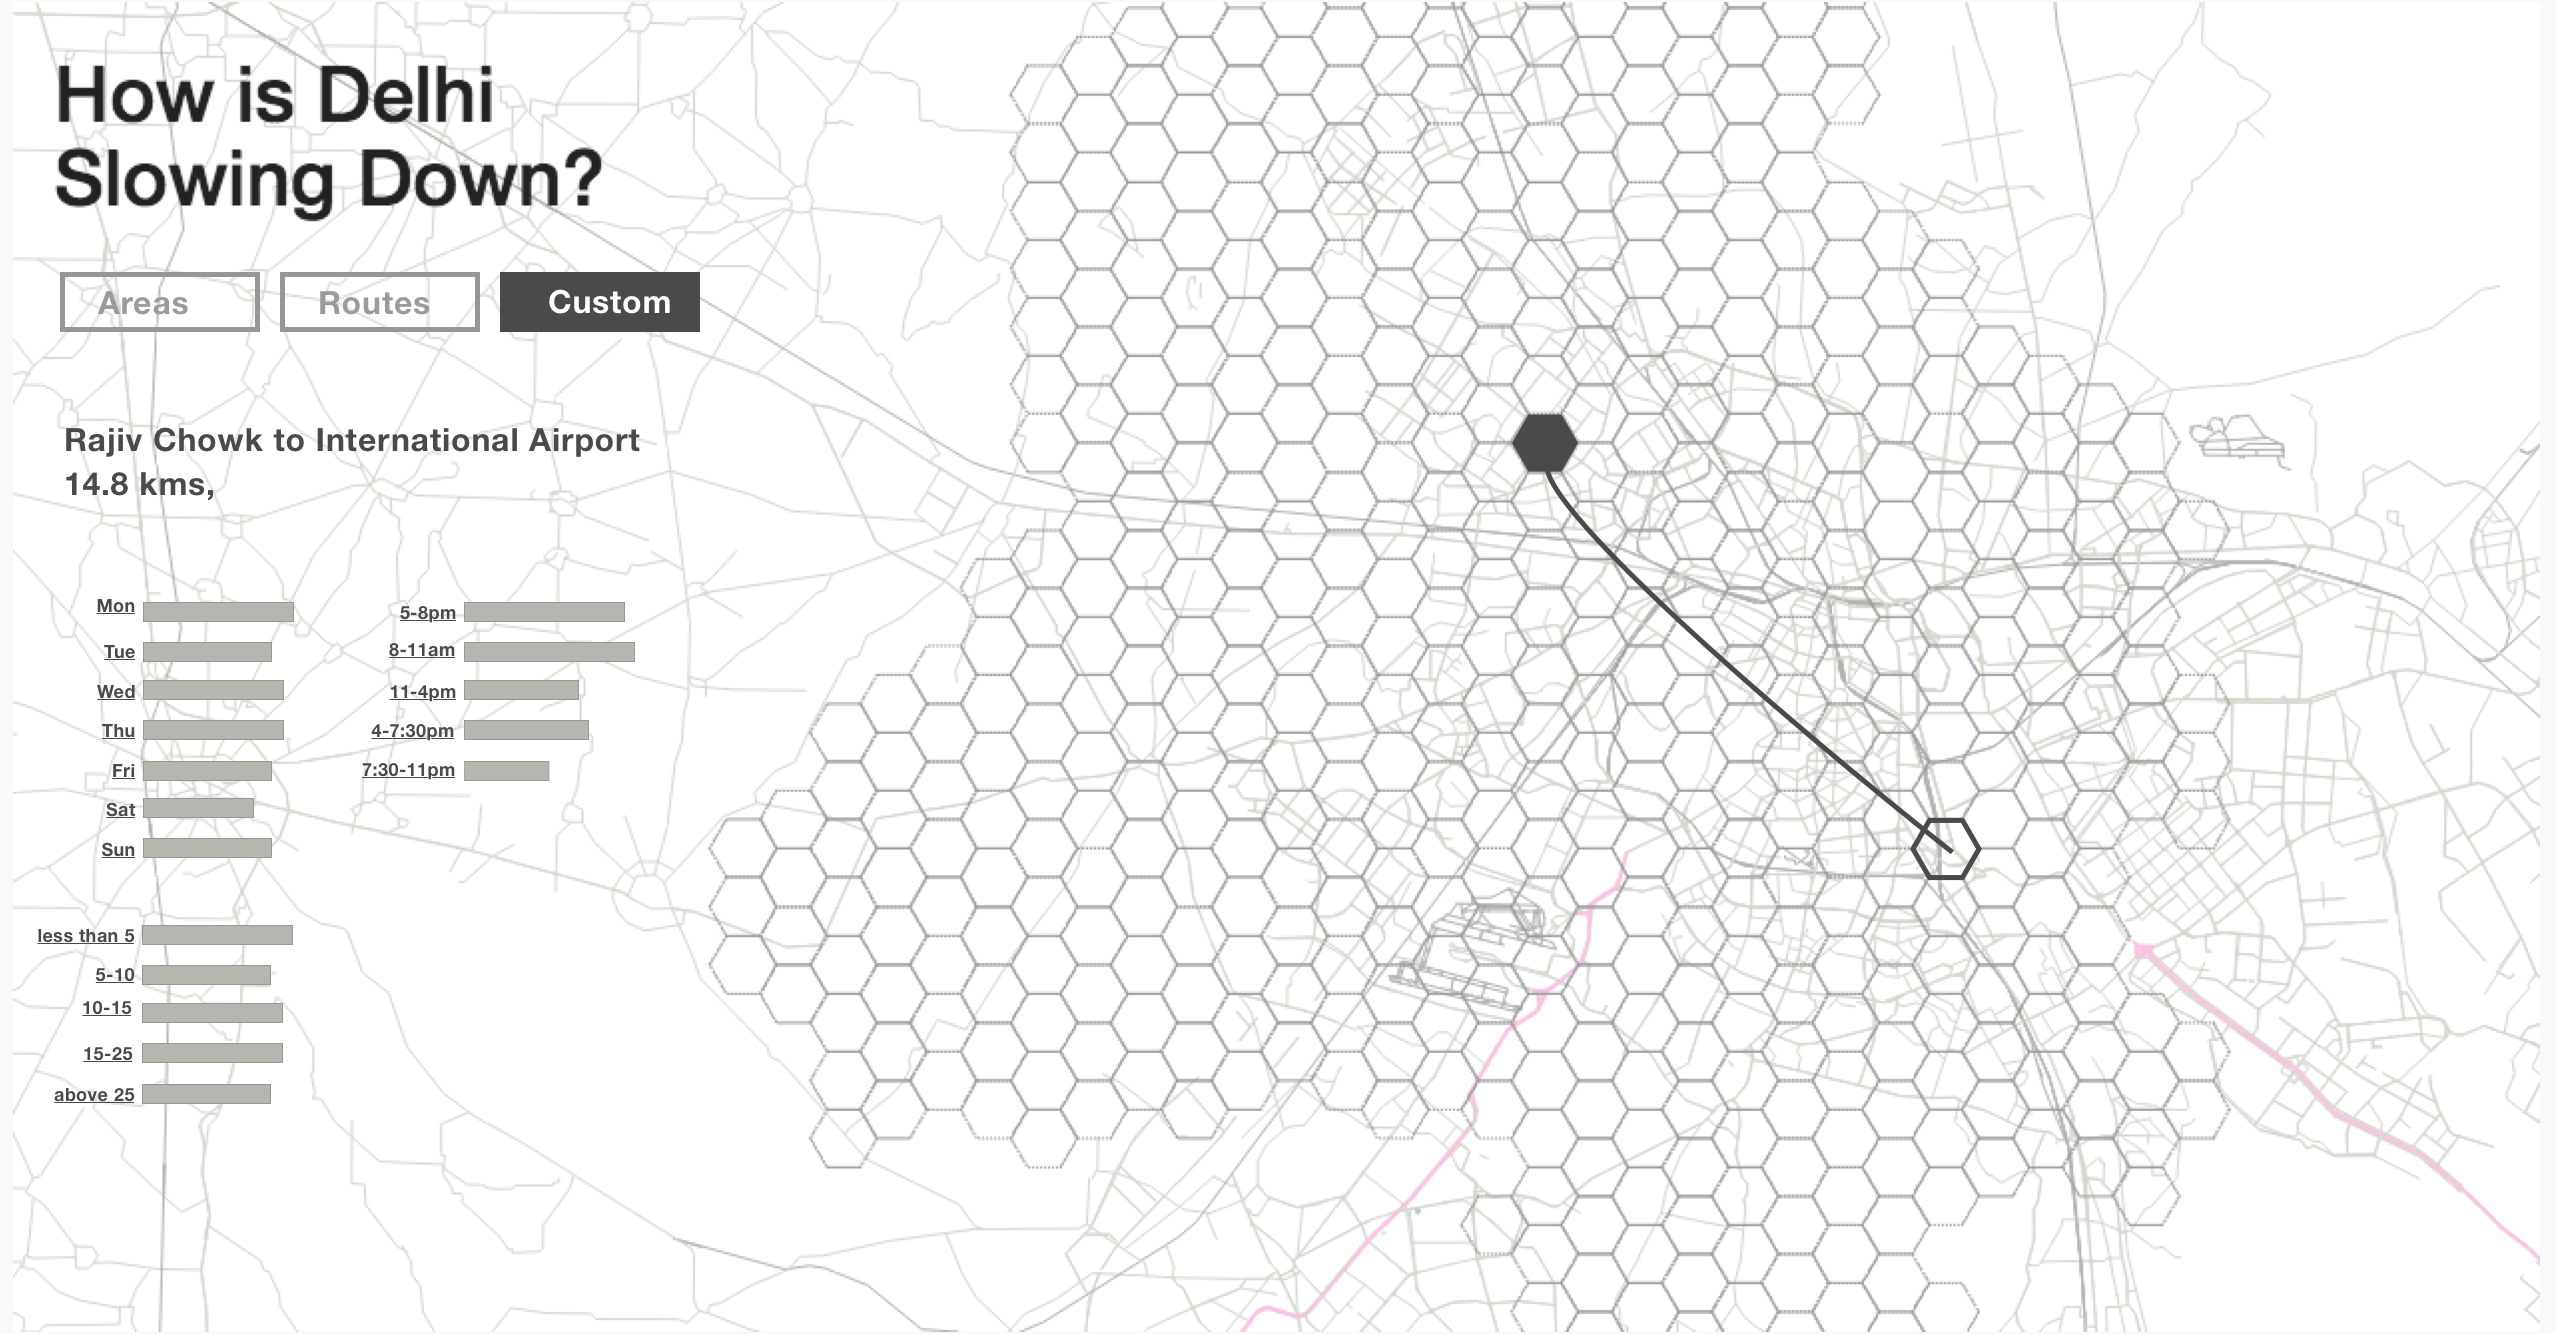 How is Delhi
Slowing Down?
Areas
Routes
Custom
Rajiv Chowk to International Airport
14.8 kms,
Mon
Tue
Wed
Thu
Fri
Sat
Sun
5-8pm
8-11am
11-4pm
4-7:30pm
7:30-11pm
less than 5
5-10
10-15
15-25
above 25